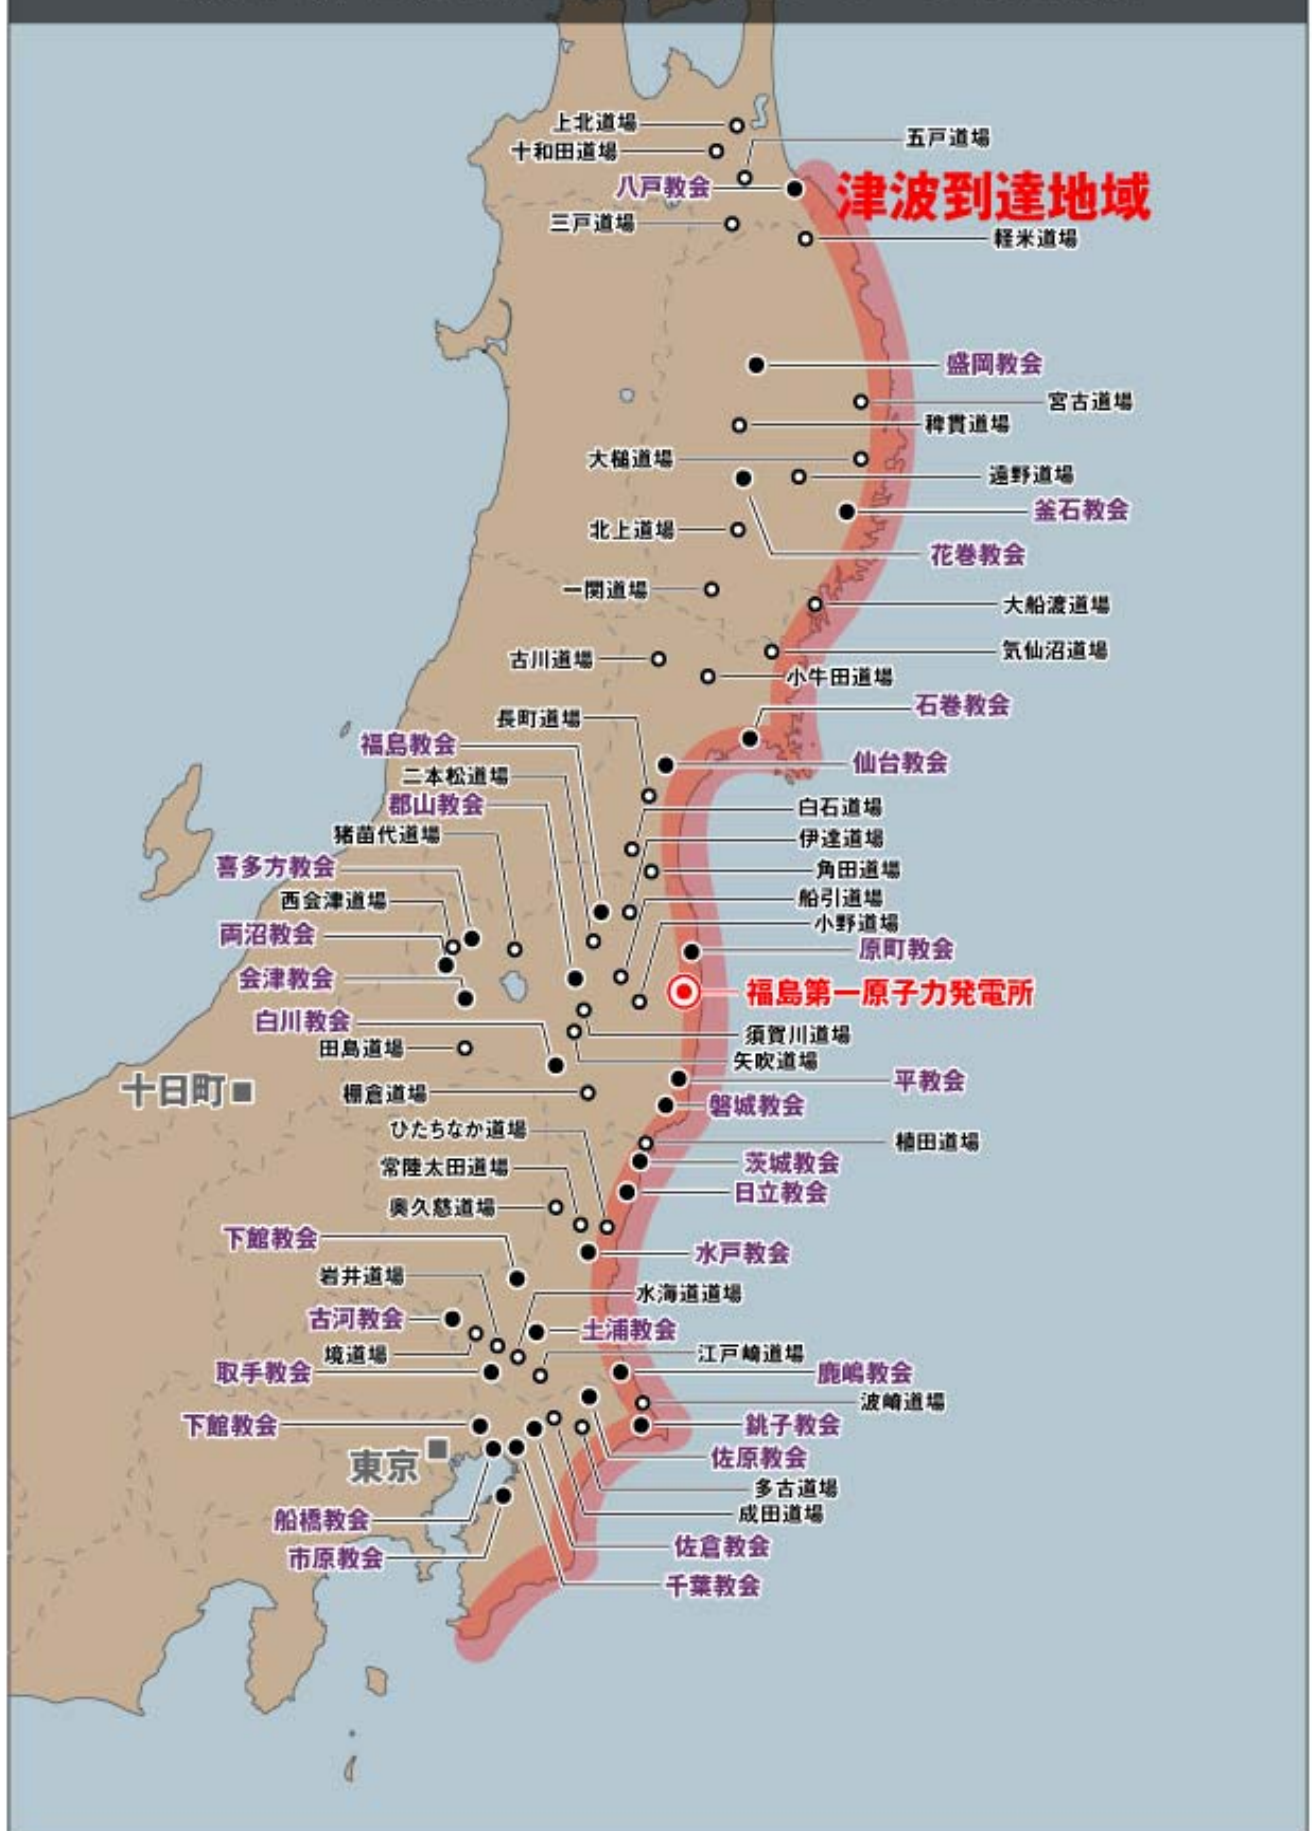 上北道場
五戸道場
十和田道場
八戸教会
津波到達地域
三戸道場
軽米道場
盛岡教会
宮古道場
稗貫道場
大槌道場
遠野道場
釜石教会
北上道場
花巻教会
一関道場
大船渡道場
気仙沼道場
古川道場
小牛田道場
石巻教会
長町道場
福島教会
仙台教会
二本松道場
郡山教会
白石道場
猪苗代道場
伊達道場
喜多方教会
角田道場
西会津道場
船引道場
小野道場
両沼教会
原町教会
会津教会
福島第一原子力発電所
白川教会
須賀川道場
田島道場
矢吹道場
十日町
平教会
棚倉道場
磐城教会
ひたちなか道場
植田道場
常陸太田道場
茨城教会
日立教会
奥久慈道場
下館教会
水戸教会
岩井道場
水海道道場
古河教会
土浦教会
境道場
江戸崎道場
取手教会
鹿嶋教会
波崎道場
下館教会
銚子教会
東京
佐原教会
多古道場
成田道場
船橋教会
佐倉教会
市原教会
千葉教会